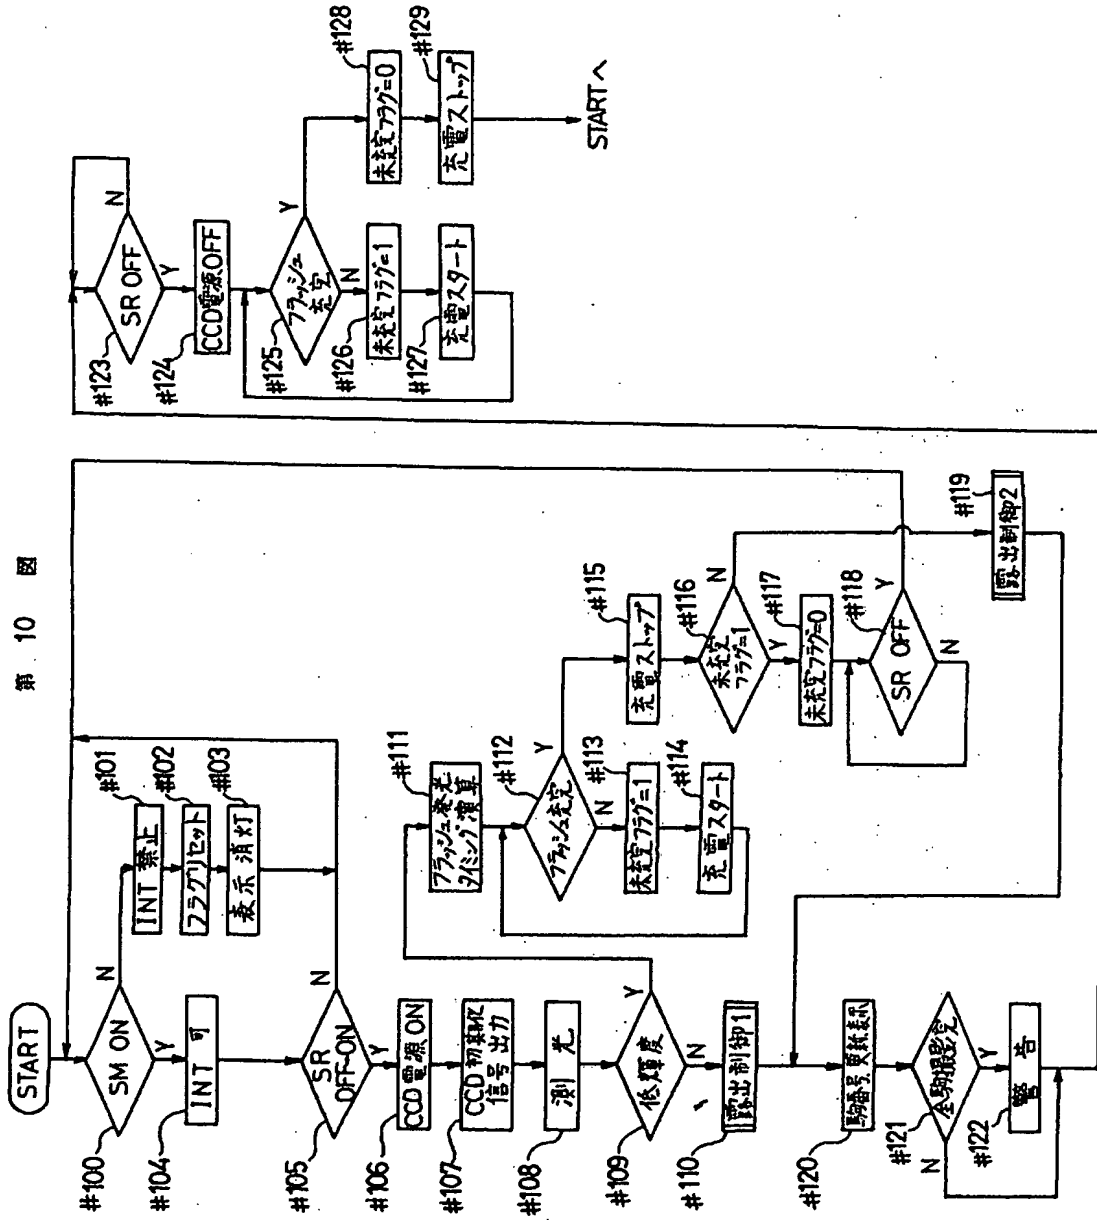 第 10 図
START
#100
SM ON
N
Y
#101
INT 禁止
#102
フラグリセット
#103
表示 消灯
#104
INT 可
#105
SR
OFF→ON
N
Y
#106
CCD電源 ON
#107
CCD 初期化
信号 出力
#108
測 光
#109
低輝度
Y
N
#110
露出制御1
#111
フラッシュ発光
タイミング演算
#112
フラッシュ充完
Y
N
#113
未充完フラグ=1
#114
充電スタート
#115
充電ストップ
#116
未充完
フラグ=1
N
Y
#117
未充完フラグ=0
#118
SR OFF
Y
N
#119
露出制御2
#120
駒番号更新表示
#121
全駒撮影完
N
Y
#122
警 告
#123
SR OFF
N
Y
#124
CCD電源OFF
#125
フラッシュ
充完
Y
N
#126
未充完フラグ=1
#127
充電スタート
#128
未充完フラグ=0
#129
充電ストップ
STARTへ